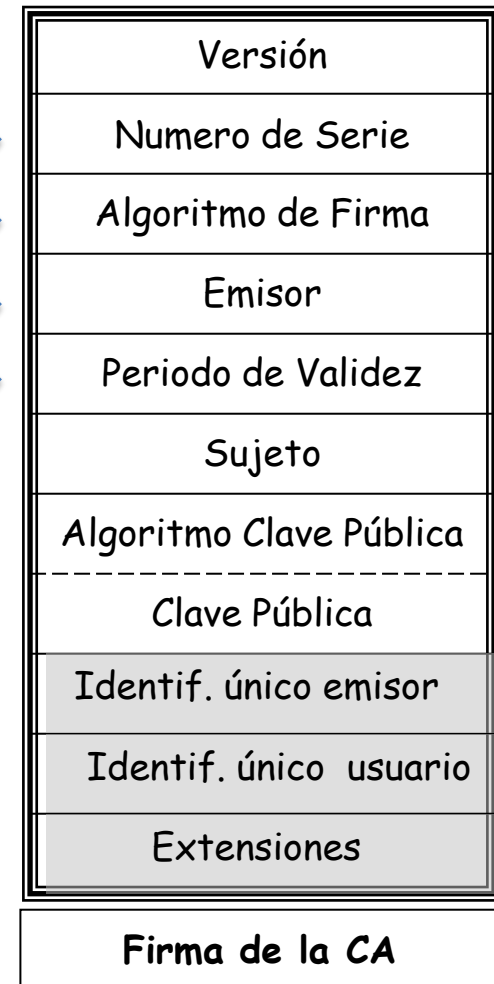 Versión
Numero de Serie
Algoritmo de Firma
Emisor
Periodo de Validez
Sujeto
Algoritmo Clave Pública
Clave Pública
Identif. único emisor
Identif. único usuario
Extensiones
Firma de la CA